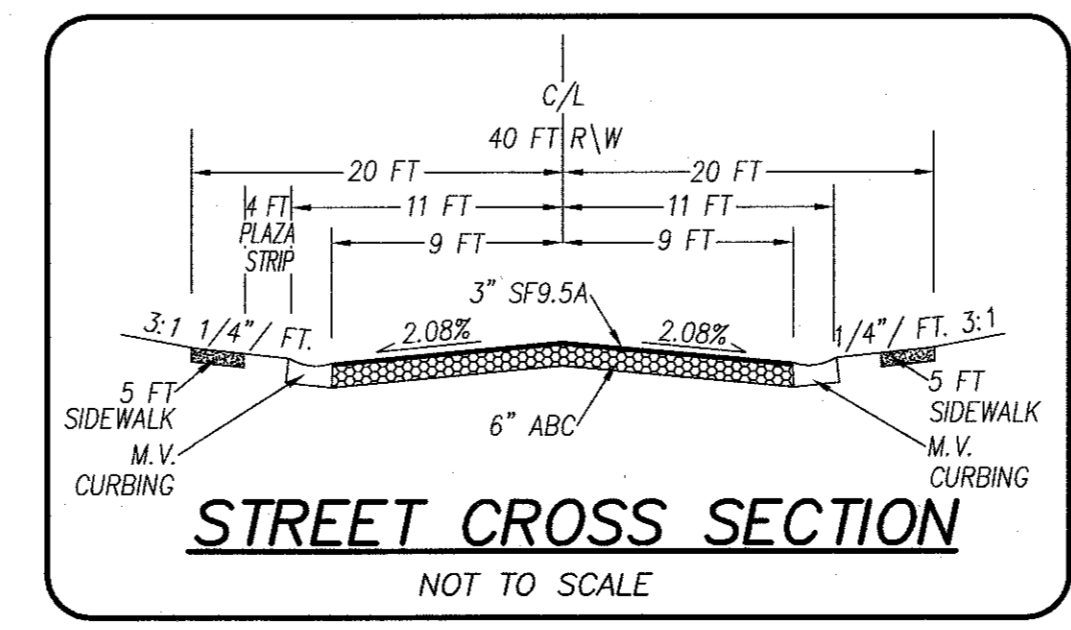 C/L
40 FT R\W
20 FT 20 FT
4 FT PLAZA STRIP
11 FT 11 FT
9 FT 9 FT
3" SF9.5A
3:1 1/4"/ FT. 2.08% 2.08% 1/4"/ FT. 3:1
5 FT SIDEWALK
6" ABC
5 FT SIDEWALK
M.V. CURBING
M.V. CURBING
STREET CROSS SECTION
NOT TO SCALE